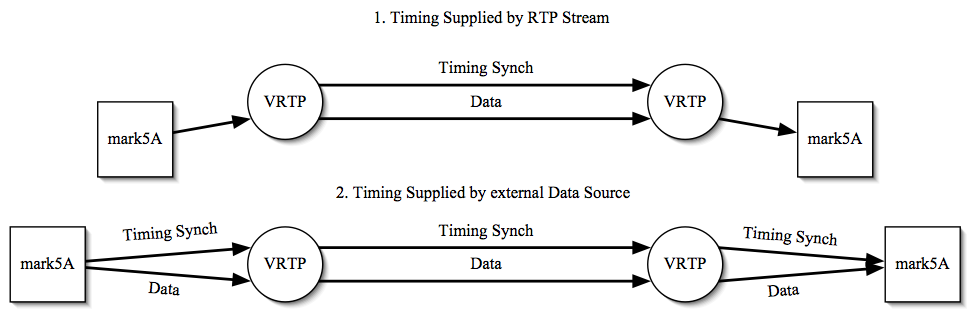 1. Timing Supplied by RTP Stream
Timing Synch
VRTP
Data
VRTP
mark5A
mark5A
2. Timing Supplied by external Data Source
Timing Synch
Timing Synch
Timing Synch
mark5A
VRTP
Data
VRTP
mark5A
Data
Data